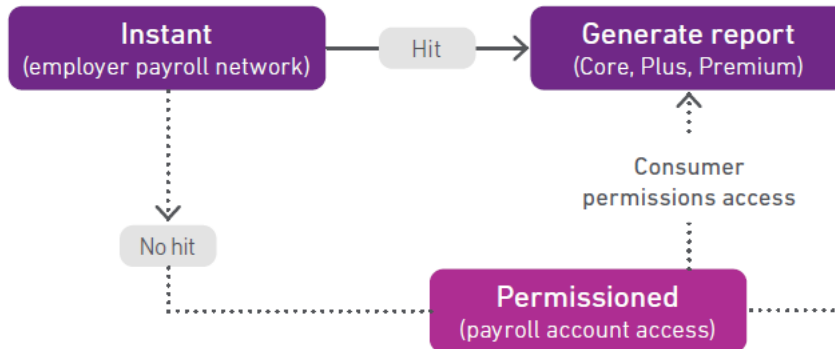 Instant
(employer payroll network)
Hit
Generate report
(Core, Plus, Premium)
Consumer
permissions access
No hit
Permissioned
(payroll account access)